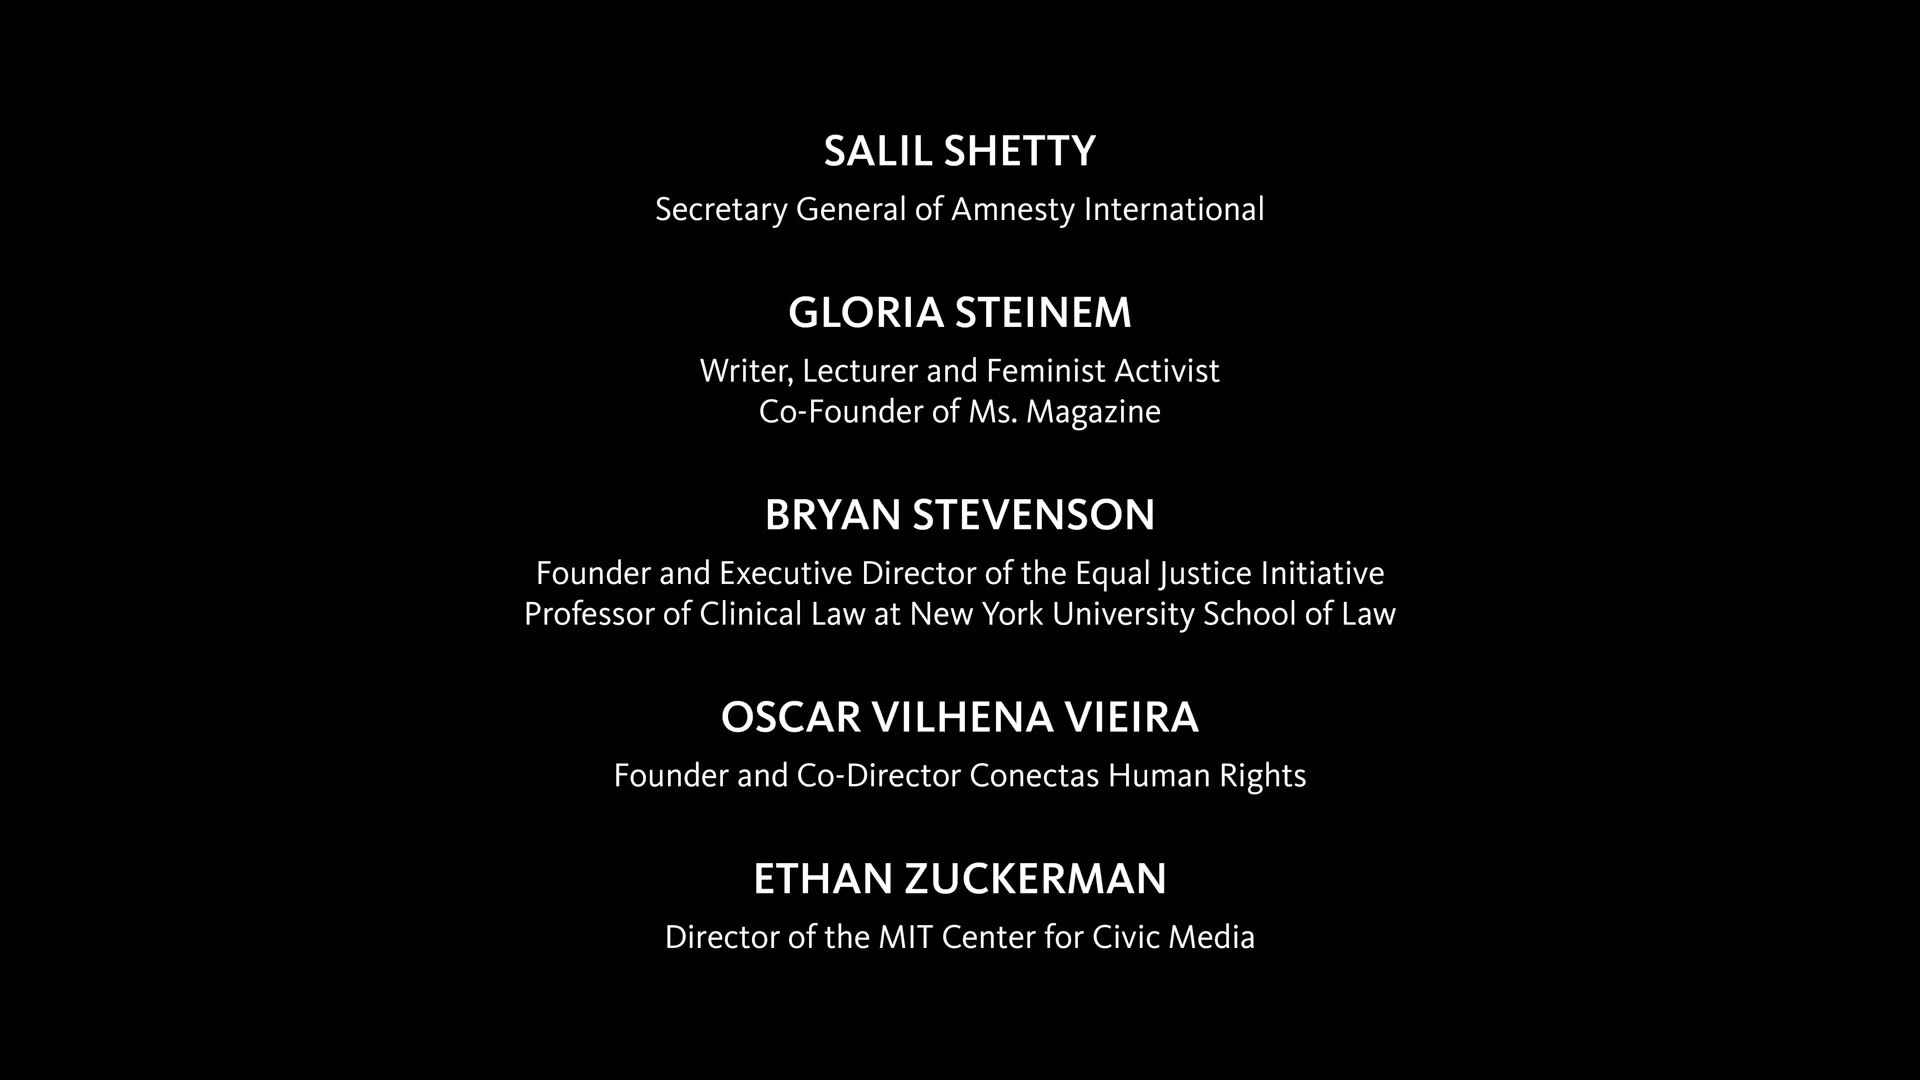 SALIL SHETTY
Secretary General of Amnesty International
GLORIA STEINEM
Writer, Lecturer and Feminist Activist
Co-Founder of Ms. Magazine
BRYAN STEVENSON
Founder and Executive Director of the Equal Justice Initiative
Professor of Clinical Law at New York University School of Law
OSCAR VILHENA VIEIRA
Founder and Co-Director Conectas Human Rights
ETHAN ZUCKERMAN
Director of the MIT Center for Civic Media